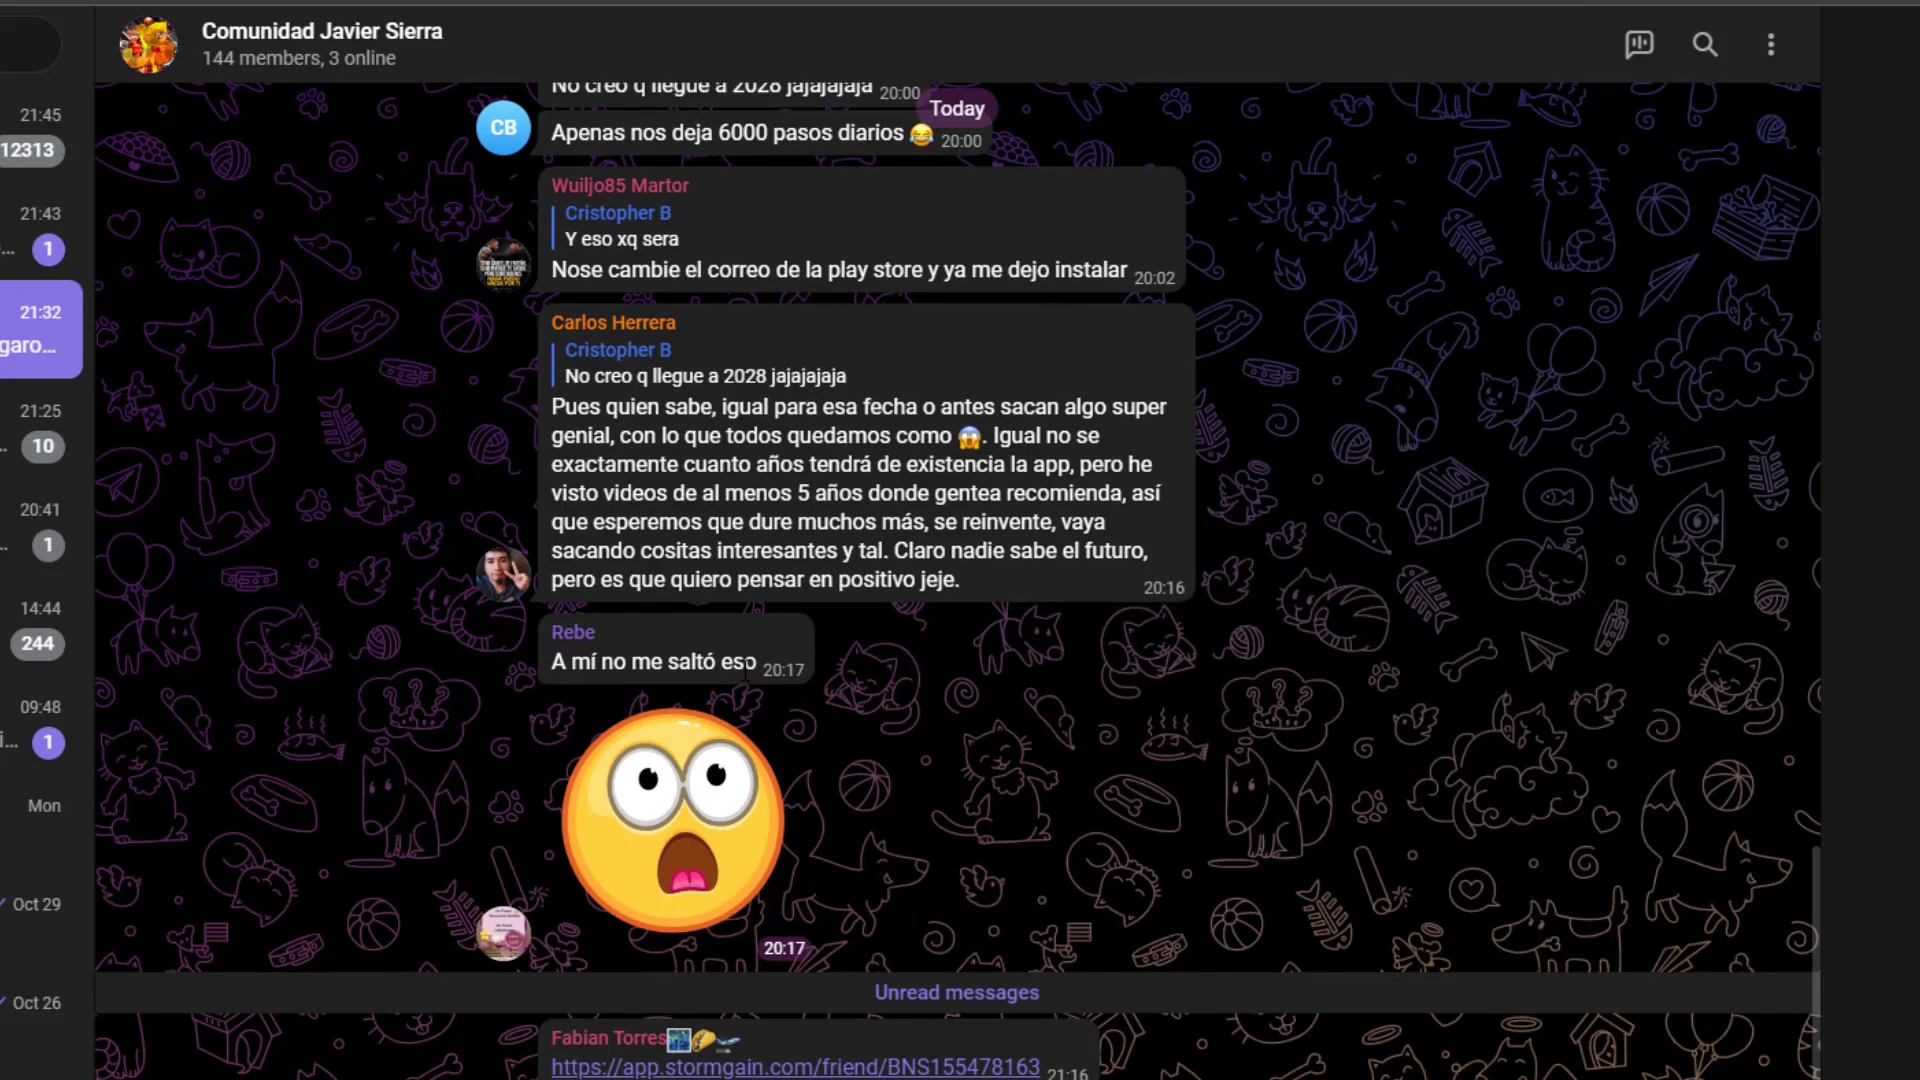 Comunidad Javier Sierra
144 members, 3 online
21:45
12313
21:43
... 1
21:32
garo...
21:25
10
20:41
1
14:44
244
09:48
i... 1
Mon
Oct 29
Oct 26
No creo q llegue a 2028 jajajajaja 20:00
Today
CB
Apenas nos deja 6000 pasos diarios 😂 20:00
Wuiljo85 Martor
Cristopher B
Y eso xq sera
Nose cambie el correo de la play store y ya me dejo instalar 20:02
Carlos Herrera
Cristopher B
No creo q llegue a 2028 jajajajaja
Pues quien sabe, igual para esa fecha o antes sacan algo super
genial, con lo que todos quedamos como 😱. Igual no se
exactamente cuanto años tendrá de existencia la app, pero he
visto videos de al menos 5 años donde gentea recomienda, así
que esperemos que dure muchos más, se reinvente, vaya
sacando cositas interesantes y tal. Claro nadie sabe el futuro,
pero es que quiero pensar en positivo jeje. 20:16
Rebe
A mí no me saltó eso 20:17
20:17
Unread messages
Fabian Torres
https://app.stormgain.com/friend/BNS155478163 21:16